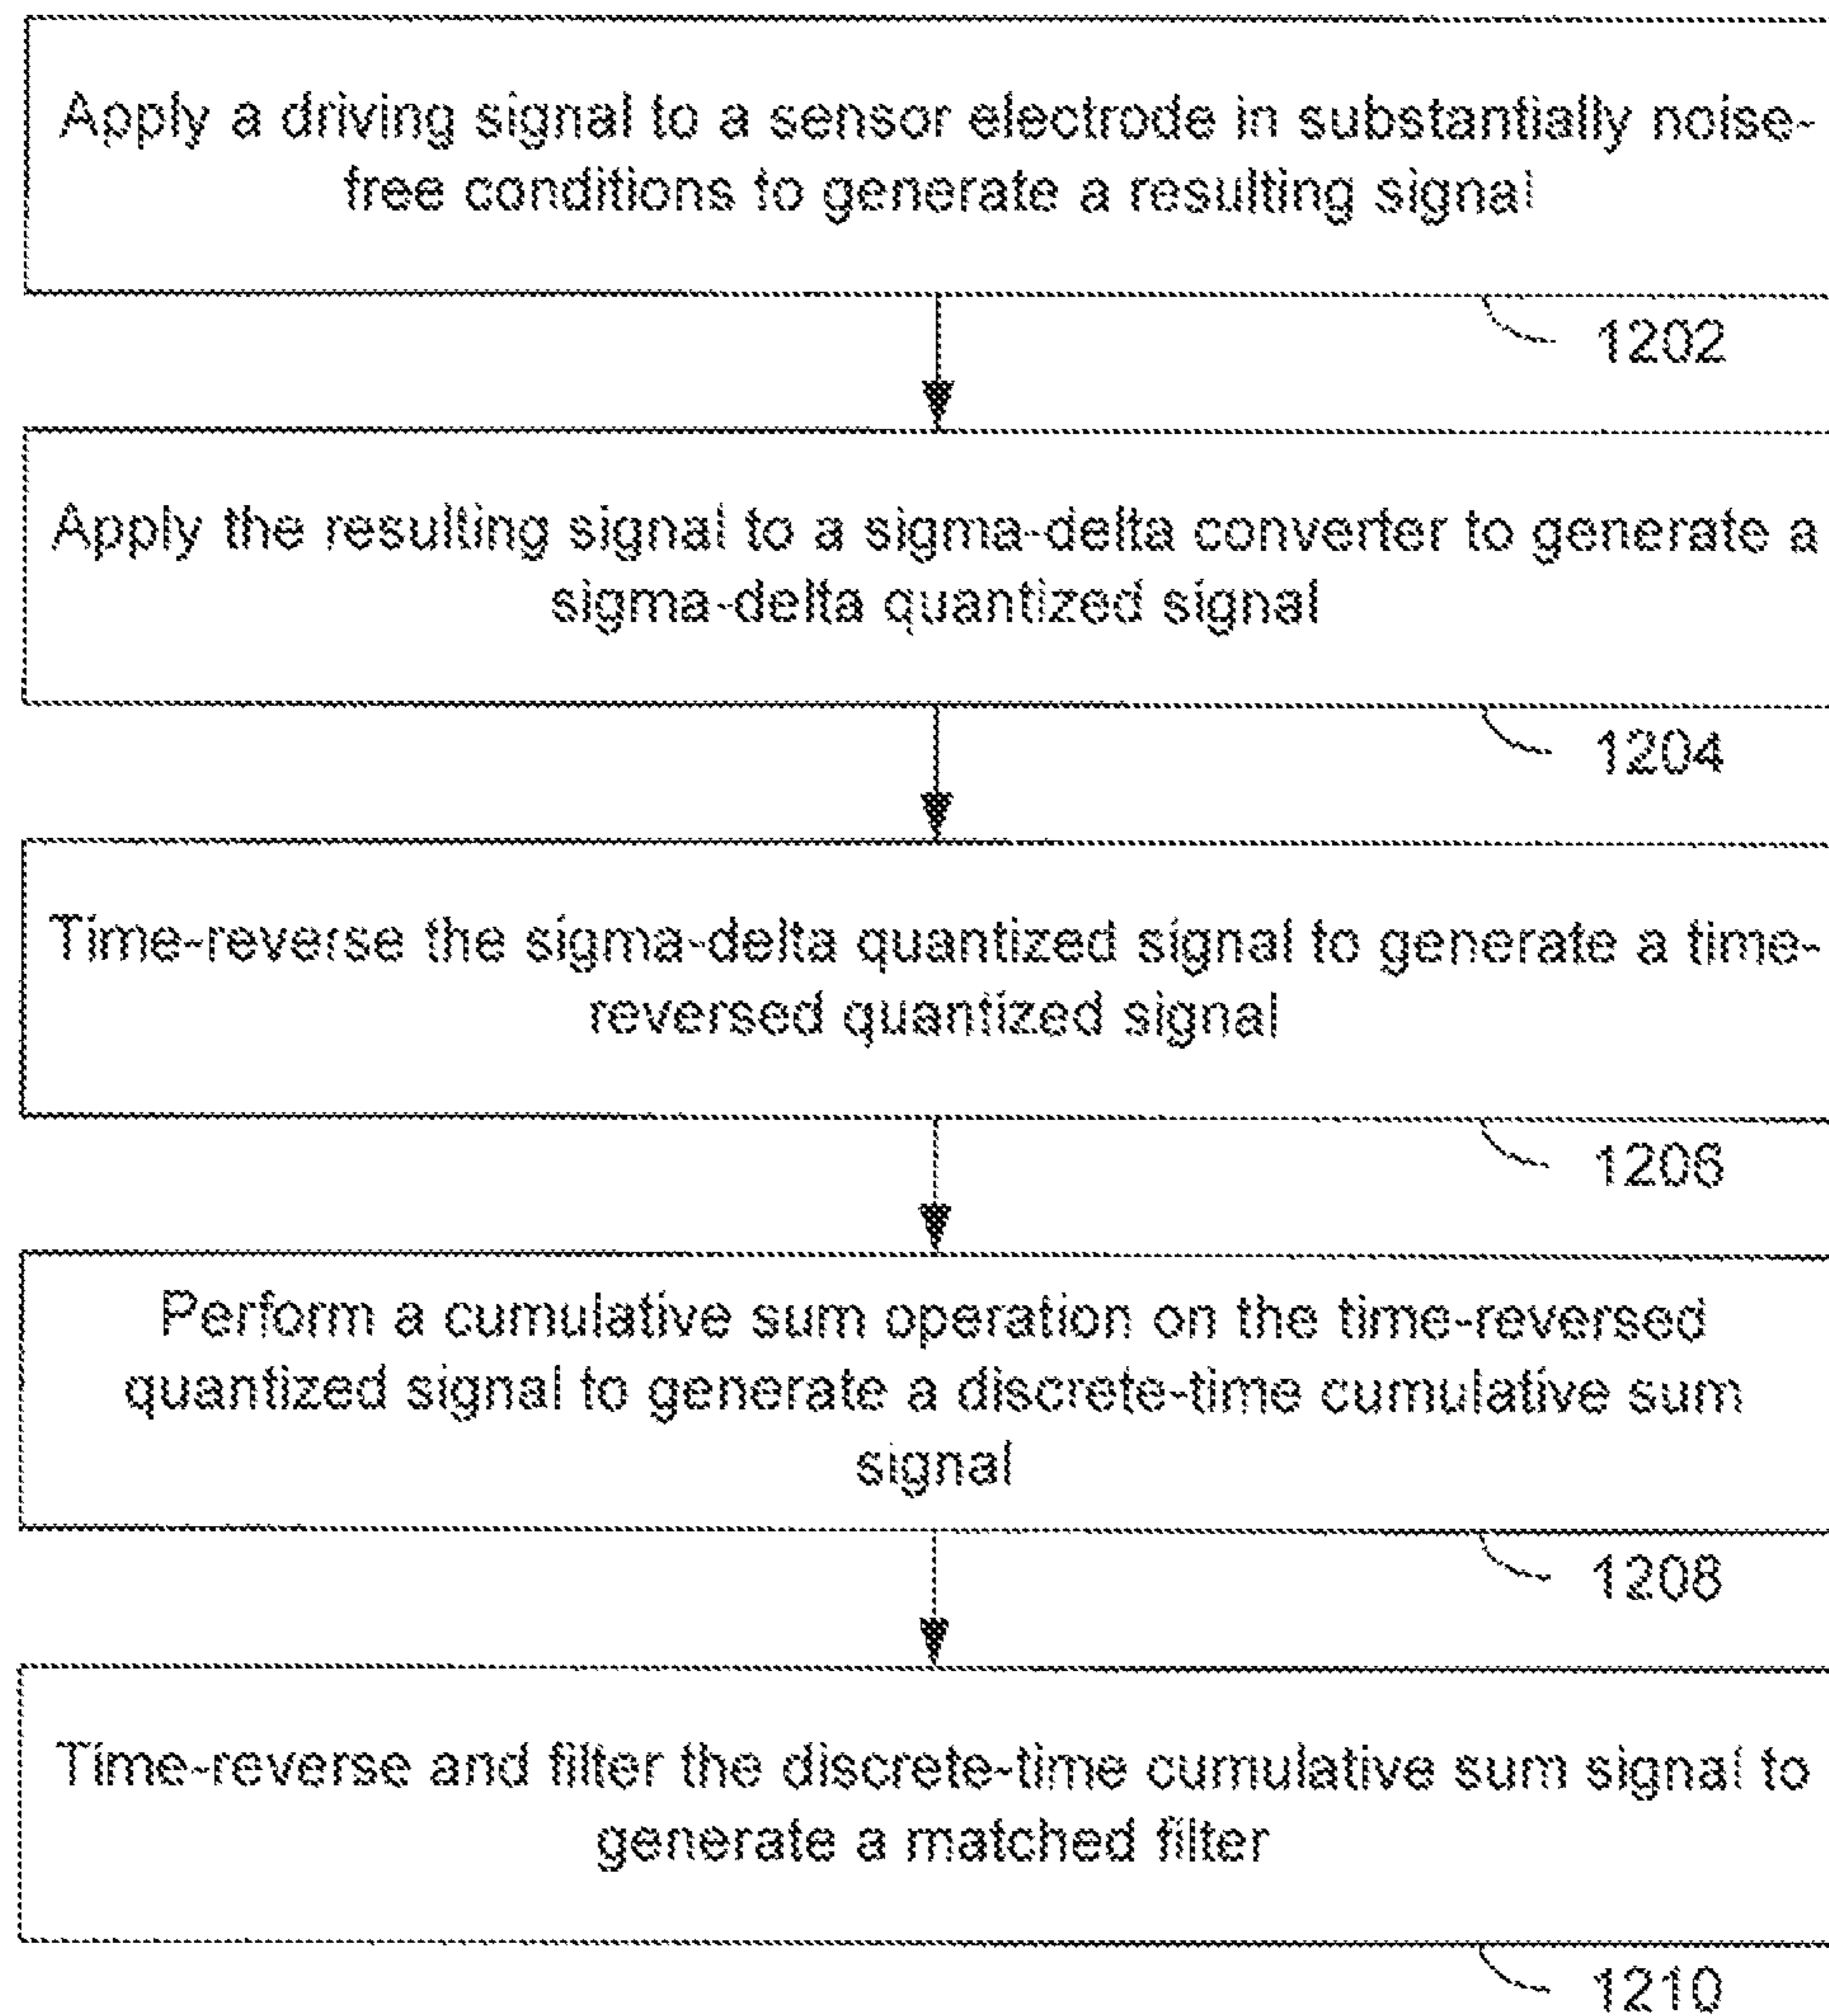 Apply a driving signal to a sensor electrode in substantially noise-
free conditions to generate a resulting signal
1202
Apply the resulting signal to a sigma-delta converter to generate a
sigma-delta quantized signal
1204
Time-reverse the sigma-delta quantized signal to generate a time-
reversed quantized signal
1206
Perform a cumulative sum operation on the time-reversed
quantized signal to generate a discrete-time cumulative sum
signal
1208
Time-reverse and filter the discrete-time cumulative sum signal to
generate a matched filter
1210